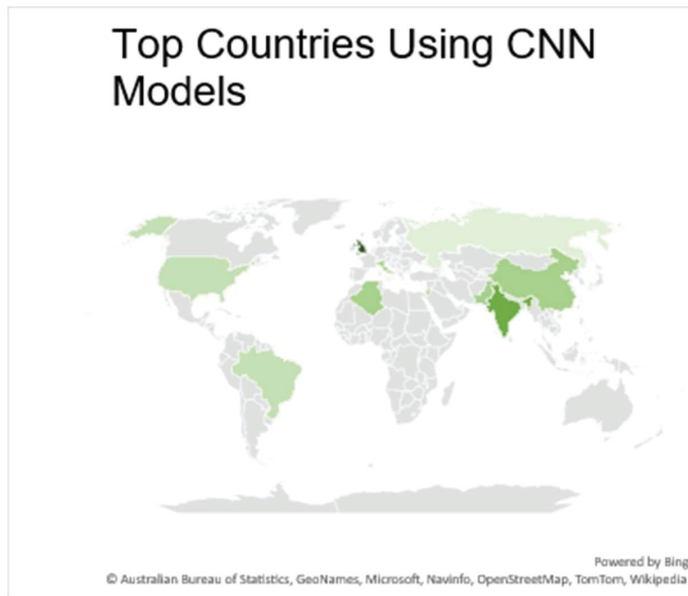 Top Countries Using CNN
Models
Powered by Bing
© Australian Bureau of Statistics, GeoNames, Microsoft, Navinfo, OpenStreetMap, TomTom, Wikipedia